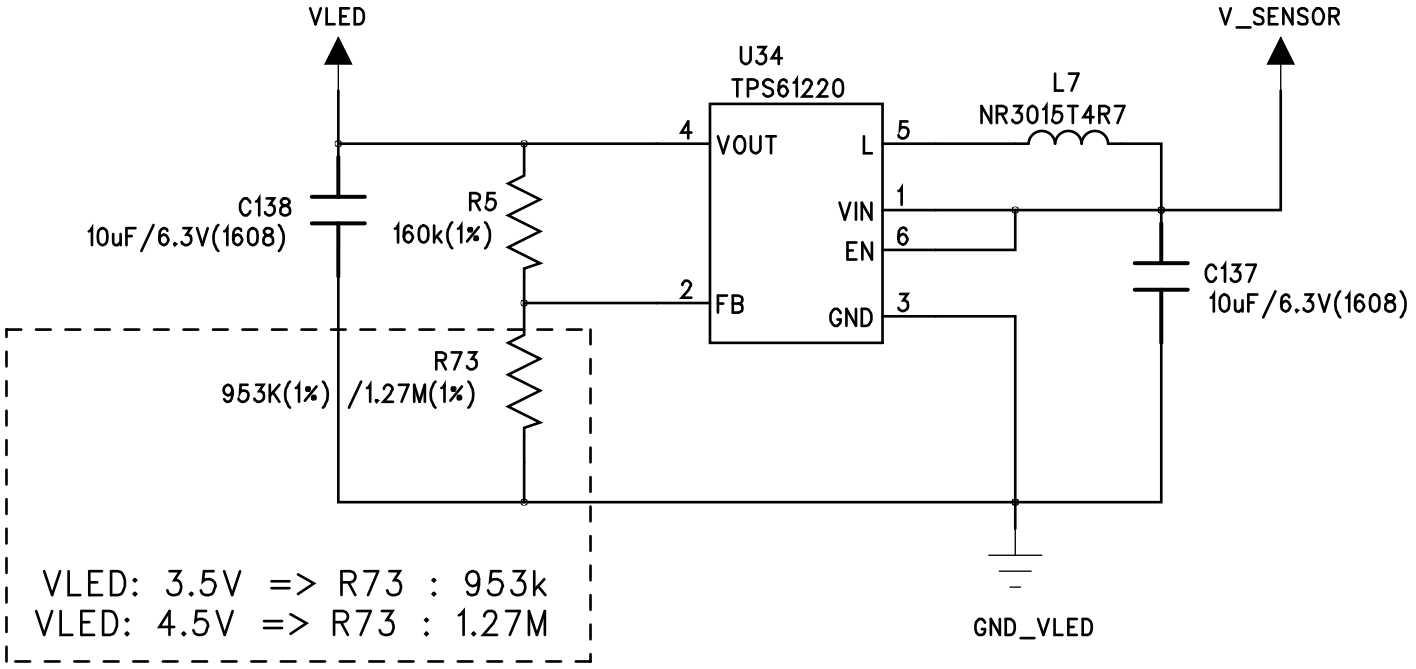 VLED
V_SENSOR
U34
TPS61220
L7
NR3015T4R7
4
VOUT
L
5
C138
10uF/6.3V(1608)
R5
160k(1%)
VIN
1
EN
6
2
FB
GND
3
C137
10uF/6.3V(1608)
R73
953K(1%) /1.27M(1%)
VLED: 3.5V => R73 : 953k
VLED: 4.5V => R73 : 1.27M
GND_VLED